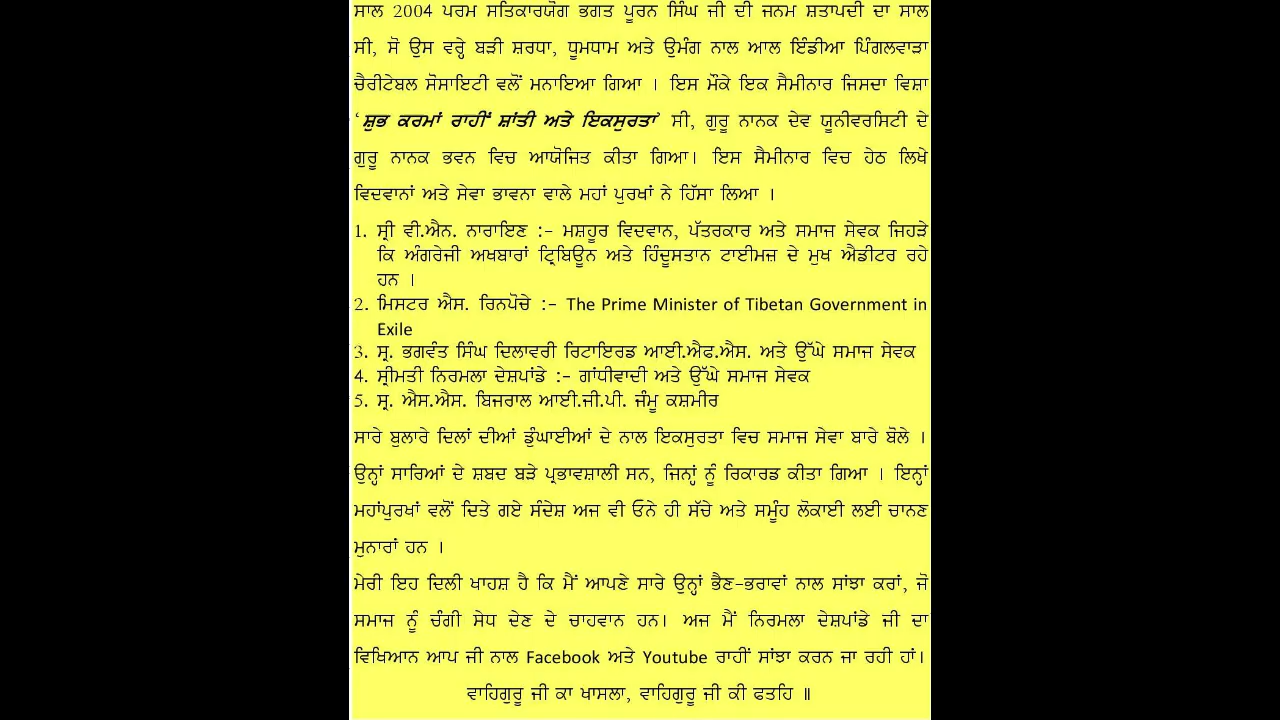 ਸਾਲ 2004 ਪਰਮ ਸਤਿਕਾਰਯੋਗ ਭਗਤ ਪੂਰਨ ਸਿੰਘ ਜੀ ਦੀ ਜਨਮ ਸ਼ਤਾਪਦੀ ਦਾ ਸਾਲ
ਸੀ, ਸੋ ਉਸ ਵਰ੍ਹੇ ਬੜੀ ਸ਼ਰਧਾ, ਧੂਮਧਾਮ ਅਤੇ ਉਮੰਗ ਨਾਲ ਆਲ ਇੰਡੀਆ ਪਿੰਗਲਵਾੜਾ
ਚੈਰੀਟੇਬਲ ਸੋਸਾਇਟੀ ਵਲੋਂ ਮਨਾਇਆ ਗਿਆ । ਇਸ ਮੌਕੇ ਇਕ ਸੈਮੀਨਾਰ ਜਿਸਦਾ ਵਿਸ਼ਾ
‘ਸ਼ੁਭ ਕਰਮਾਂ ਰਾਹੀਂ ਸ਼ਾਂਤੀ ਅਤੇ ਇਕਸੁਰਤਾ’ ਸੀ, ਗੁਰੂ ਨਾਨਕ ਦੇਵ ਯੂਨੀਵਰਸਿਟੀ ਦੇ
ਗੁਰੂ ਨਾਨਕ ਭਵਨ ਵਿਚ ਆਯੋਜਿਤ ਕੀਤਾ ਗਿਆ। ਇਸ ਸੈਮੀਨਾਰ ਵਿਚ ਹੇਠ ਲਿਖੇ
ਵਿਦਵਾਨਾਂ ਅਤੇ ਸੇਵਾ ਭਾਵਨਾ ਵਾਲੇ ਮਹਾਂ ਪੁਰਖਾਂ ਨੇ ਹਿੱਸਾ ਲਿਆ ।
1. ਸ੍ਰੀ ਵੀ.ਐਨ. ਨਾਰਾਇਣ :- ਮਸ਼ਹੂਰ ਵਿਦਵਾਨ, ਪੱਤਰਕਾਰ ਅਤੇ ਸਮਾਜ ਸੇਵਕ ਜਿਹੜੇ
ਕਿ ਅੰਗਰੇਜੀ ਅਖਬਾਰਾਂ ਟ੍ਰਿਬਿਊਨ ਅਤੇ ਹਿੰਦੂਸਤਾਨ ਟਾਈਮਜ਼ ਦੇ ਮੁਖ ਐਡੀਟਰ ਰਹੇ
ਹਨ ।
2. ਮਿਸਟਰ ਐਸ. ਰਿਨਪੋਚੇ :- The Prime Minister of Tibetan Government in
Exile
3. ਸ੍ਰ. ਭਗਵੰਤ ਸਿੰਘ ਦਿਲਾਵਰੀ ਰਿਟਾਇਰਡ ਆਈ.ਐਫ.ਐਸ. ਅਤੇ ਉੱਘੇ ਸਮਾਜ ਸੇਵਕ
4. ਸ੍ਰੀਮਤੀ ਨਿਰਮਲਾ ਦੇਸ਼ਪਾਂਡੇ :- ਗਾਂਧੀਵਾਦੀ ਅਤੇ ਉੱਘੇ ਸਮਾਜ ਸੇਵਕ
5. ਸ੍ਰ. ਐਸ.ਐਸ. ਬਿਜਰਾਲ ਆਈ.ਜੀ.ਪੀ. ਜੰਮੂ ਕਸ਼ਮੀਰ
ਸਾਰੇ ਬੁਲਾਰੇ ਦਿਲਾਂ ਦੀਆਂ ਡੁੰਘਾਈਆਂ ਦੇ ਨਾਲ ਇਕਸੁਰਤਾ ਵਿਚ ਸਮਾਜ ਸੇਵਾ ਬਾਰੇ ਬੋਲੇ ।
ਉਨ੍ਹਾਂ ਸਾਰਿਆਂ ਦੇ ਸ਼ਬਦ ਬੜੇ ਪ੍ਰਭਾਵਸ਼ਾਲੀ ਸਨ, ਜਿਨ੍ਹਾਂ ਨੂੰ ਰਿਕਾਰਡ ਕੀਤਾ ਗਿਆ । ਇਨ੍ਹਾਂ
ਮਹਾਂਪੁਰਖਾਂ ਵਲੋਂ ਦਿਤੇ ਗਏ ਸੰਦੇਸ਼ ਅਜ ਵੀ ਓਨੇ ਹੀ ਸੱਚੇ ਅਤੇ ਸਮੂੰਹ ਲੋਕਾਈ ਲਈ ਚਾਨਣ
ਮੁਨਾਰਾਂ ਹਨ ।
ਮੇਰੀ ਇਹ ਦਿਲੀ ਖਾਹਸ਼ ਹੈ ਕਿ ਮੈਂ ਆਪਣੇ ਸਾਰੇ ਉਨ੍ਹਾਂ ਭੈਣ-ਭਰਾਵਾਂ ਨਾਲ ਸਾਂਝਾ ਕਰਾਂ, ਜੋ
ਸਮਾਜ ਨੂੰ ਚੰਗੀ ਸੇਧ ਦੇਣ ਦੇ ਚਾਹਵਾਨ ਹਨ। ਅਜ ਮੈਂ ਨਿਰਮਲਾ ਦੇਸ਼ਪਾਂਡੇ ਜੀ ਦਾ
ਵਿਖਿਆਨ ਆਪ ਜੀ ਨਾਲ Facebook ਅਤੇ Youtube ਰਾਹੀਂ ਸਾਂਝਾ ਕਰਨ ਜਾ ਰਹੀ ਹਾਂ।
ਵਾਹਿਗੁਰੂ ਜੀ ਕਾ ਖਾਸਲਾ, ਵਾਹਿਗੁਰੂ ਜੀ ਕੀ ਫਤਹਿ ॥